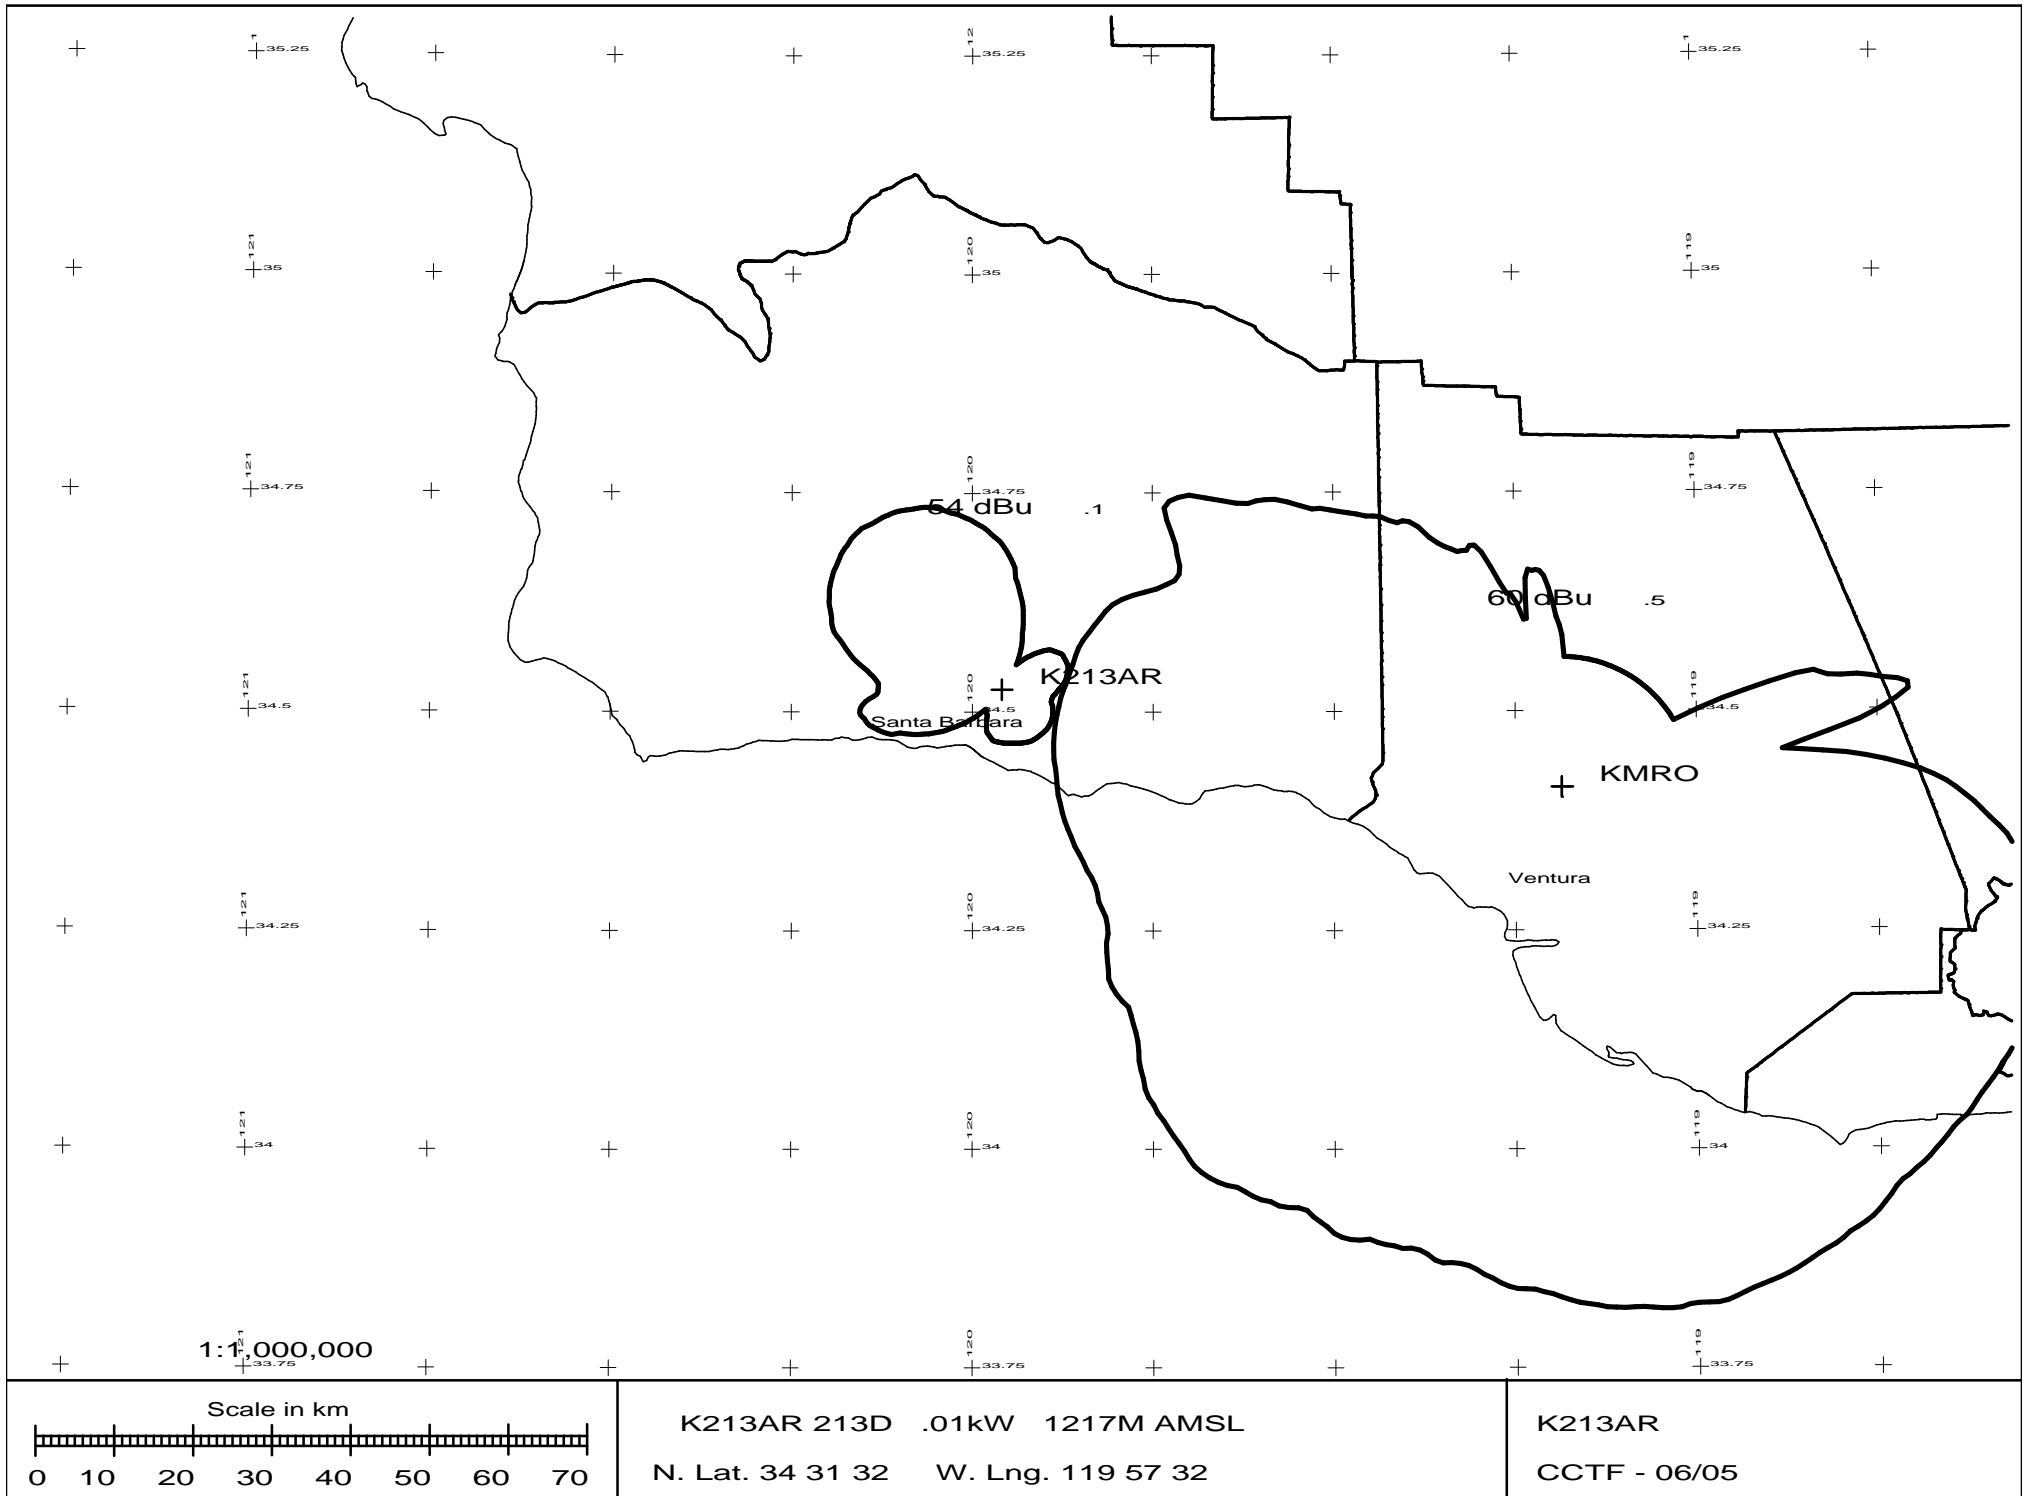 1 35.25
12 35.25
1 35.25
121 35
120 35
119 35
121 34.75
120 34.75
119 34.75
54 dBu .1
60 dBu .5
K213AR
121 34.5
120 34.5
119 34.5
Santa Barbara
KMRO
Ventura
121 34.25
120 34.25
119 34.25
121 34
120 34
119 34
1:1,000,000
121 33.75
120 33.75
119 33.75
Scale in km
0 10 20 30 40 50 60 70
K213AR 213D .01kW 1217M AMSL
N. Lat. 34 31 32 W. Lng. 119 57 32
K213AR
CCTF - 06/05